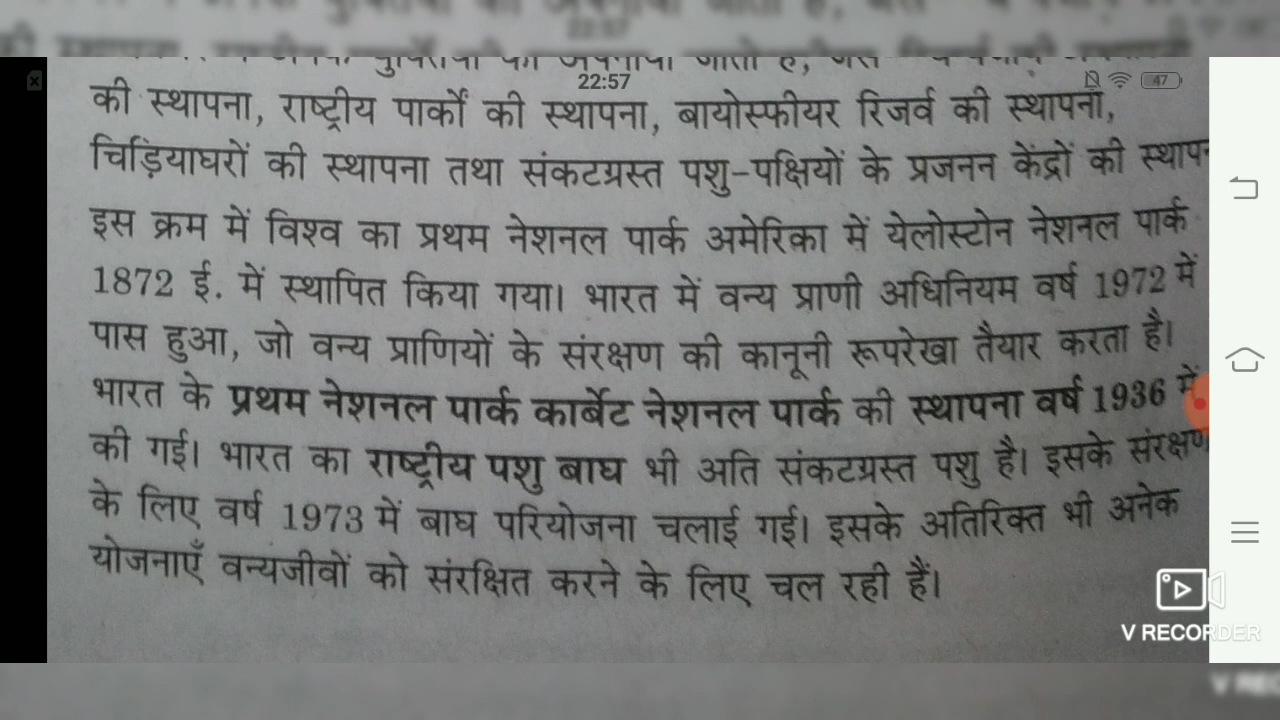 22:57
47
की स्थापना, राष्ट्रीय पार्कों की स्थापना, बायोस्फीयर रिजर्व की स्थापना,
चिड़ियाघरों की स्थापना तथा संकटग्रस्त पशु-पक्षियों के प्रजनन केंद्रों की
इस क्रम में विश्व का प्रथम नेशनल पार्क अमेरिका में येलोस्टोन नेशनल पार्क
1872 ई. में स्थापित किया गया। भारत में वन्य प्राणी अधिनियम वर्ष 1972 में
पास हुआ, जो वन्य प्राणियों के संरक्षण की कानूनी रूपरेखा तैयार करता है।
भारत के प्रथम नेशनल पार्क कार्बेट नेशनल पार्क की स्थापना वर्ष 1936 में
की गई। भारत का राष्ट्रीय पशु बाघ भी अति संकटग्रस्त पशु है। इसके संरक्षण
के लिए वर्ष 1973 में बाघ परियोजना चलाई गई। इसके अतिरिक्त भी अनेक
योजनाएँ वन्यजीवों को संरक्षित करने के लिए चल रही हैं।
V RECORDER